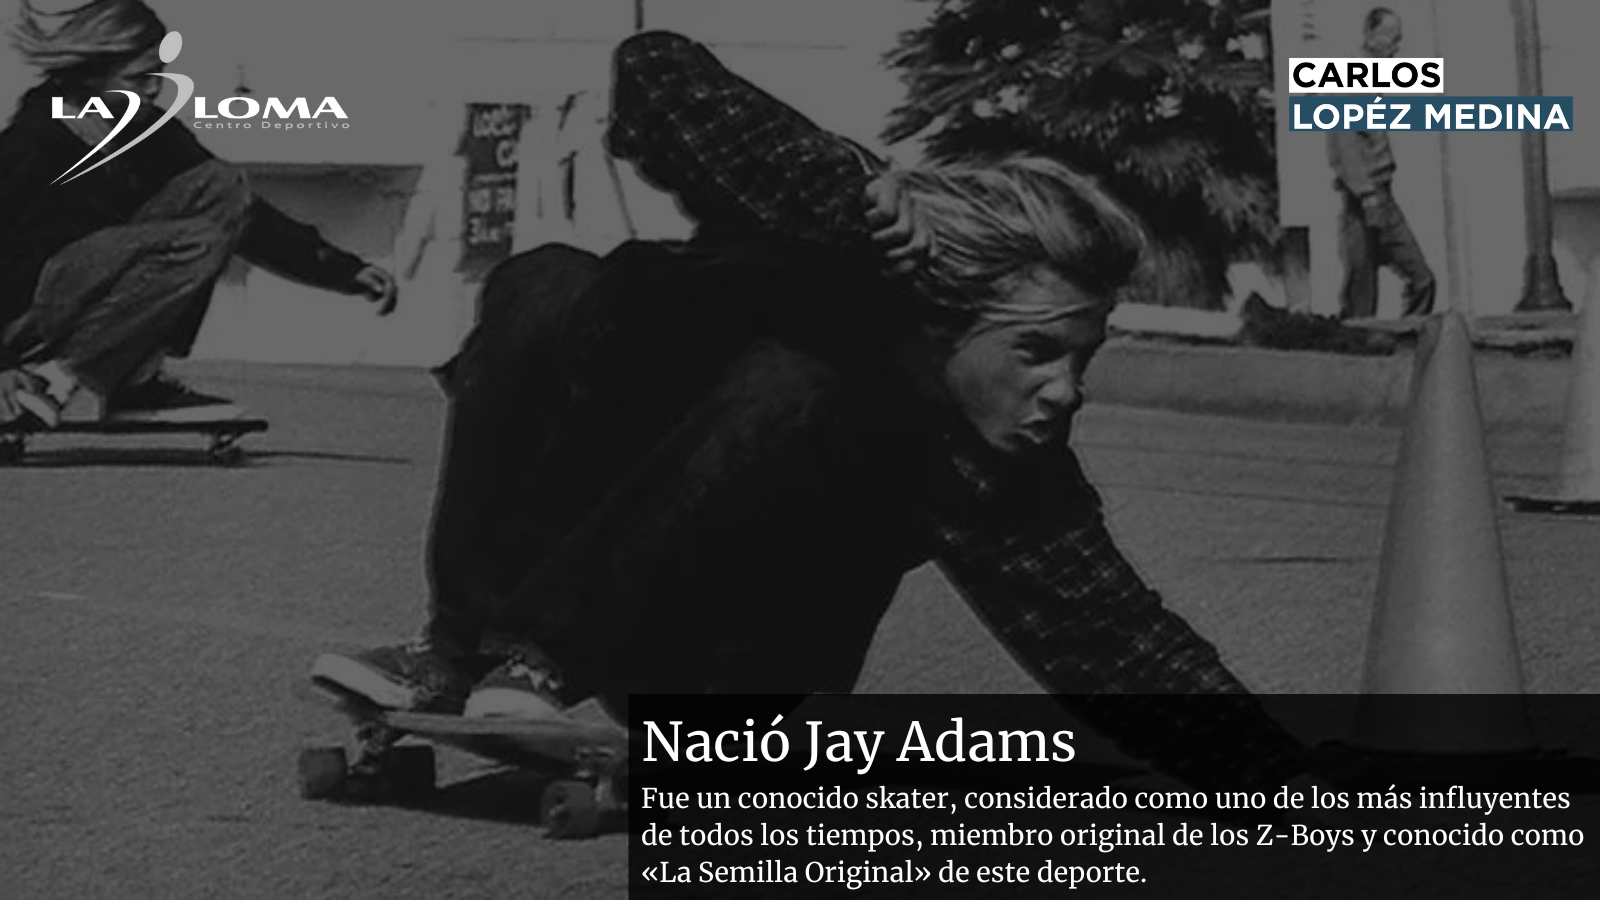 LA LOMA
Centro Deportivo
CARLOS
LOPÉZ MEDINA
Nació Jay Adams
Fue un conocido skater, considerado como uno de los más influyentes
de todos los tiempos, miembro original de los Z-Boys y conocido como
«La Semilla Original» de este deporte.